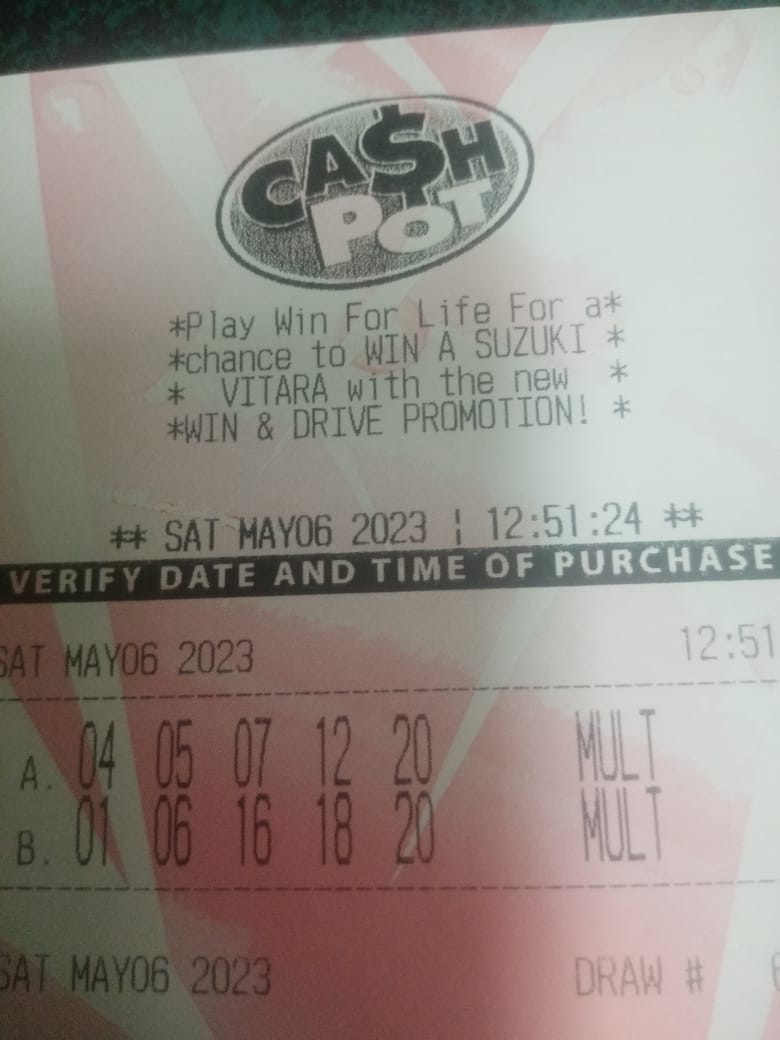 CA$H
POT
*Play Win For Life For a*
*chance to WIN A SUZUKI *
* VITARA with the new *
*WIN & DRIVE PROMOTION! *
** SAT MAY06 2023 ¦ 12:51:24 **
VERIFY DATE AND TIME OF PURCHASE
SAT MAY06 2023 12:51
A. 04 05 07 12 20 MULT
B. 01 06 16 18 20 MULT
SAT MAY06 2023 DRAW #